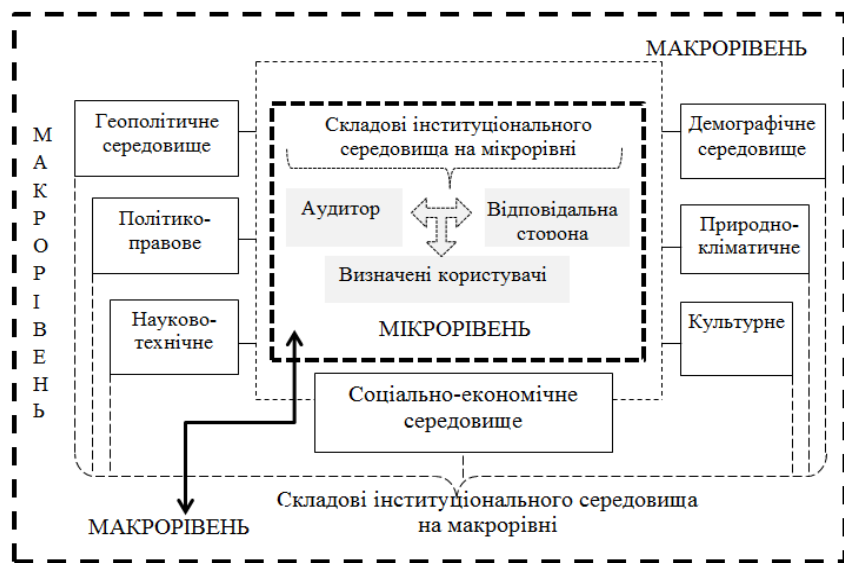 МАКРОРІВЕНЬ
МАКРОРІВЕНЬ
Геополітичне
середовище
Політико-
правове
Науково-
технічне
Складові інституціонального
середовища на мікрорівні
Аудитор
Відповідальна
сторона
Визначені користувачі
МІКРОРІВЕНЬ
Демографічне
середовище
Природно-
кліматичне
Культурне
Соціально-економічне
середовище
Складові інституціонального середовища
на макрорівні
МАКРОРІВЕНЬ